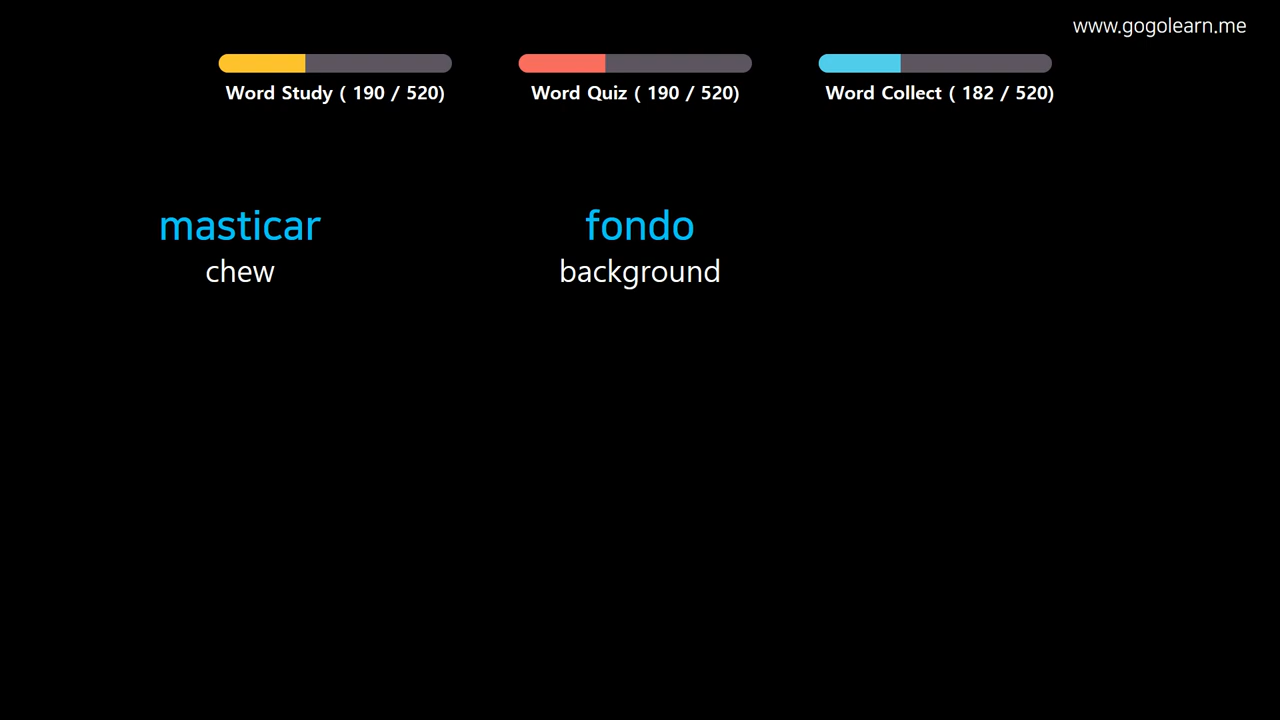 www.gogolearn.me
Word Study ( 190 / 520)
Word Quiz ( 190 / 520)
Word Collect ( 182 / 520)
masticar
chew
fondo
background